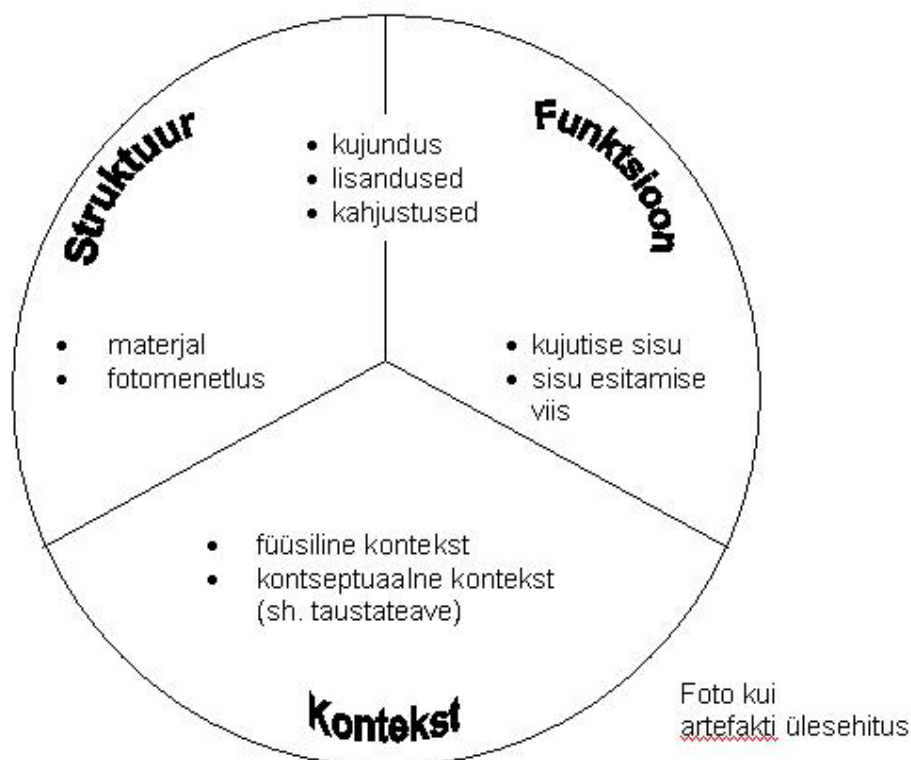 Struktuur
Funktsioon
• kujundus
• lisandused
• kahjustused
• materjal
• fotomenetlus
• kujutise sisu
• sisu esitamise
viis
• füüsiline kontekst
• kontseptuaalne kontekst
(sh. taustateave)
Kontekst
Foto kui
artefakti ülesehitus